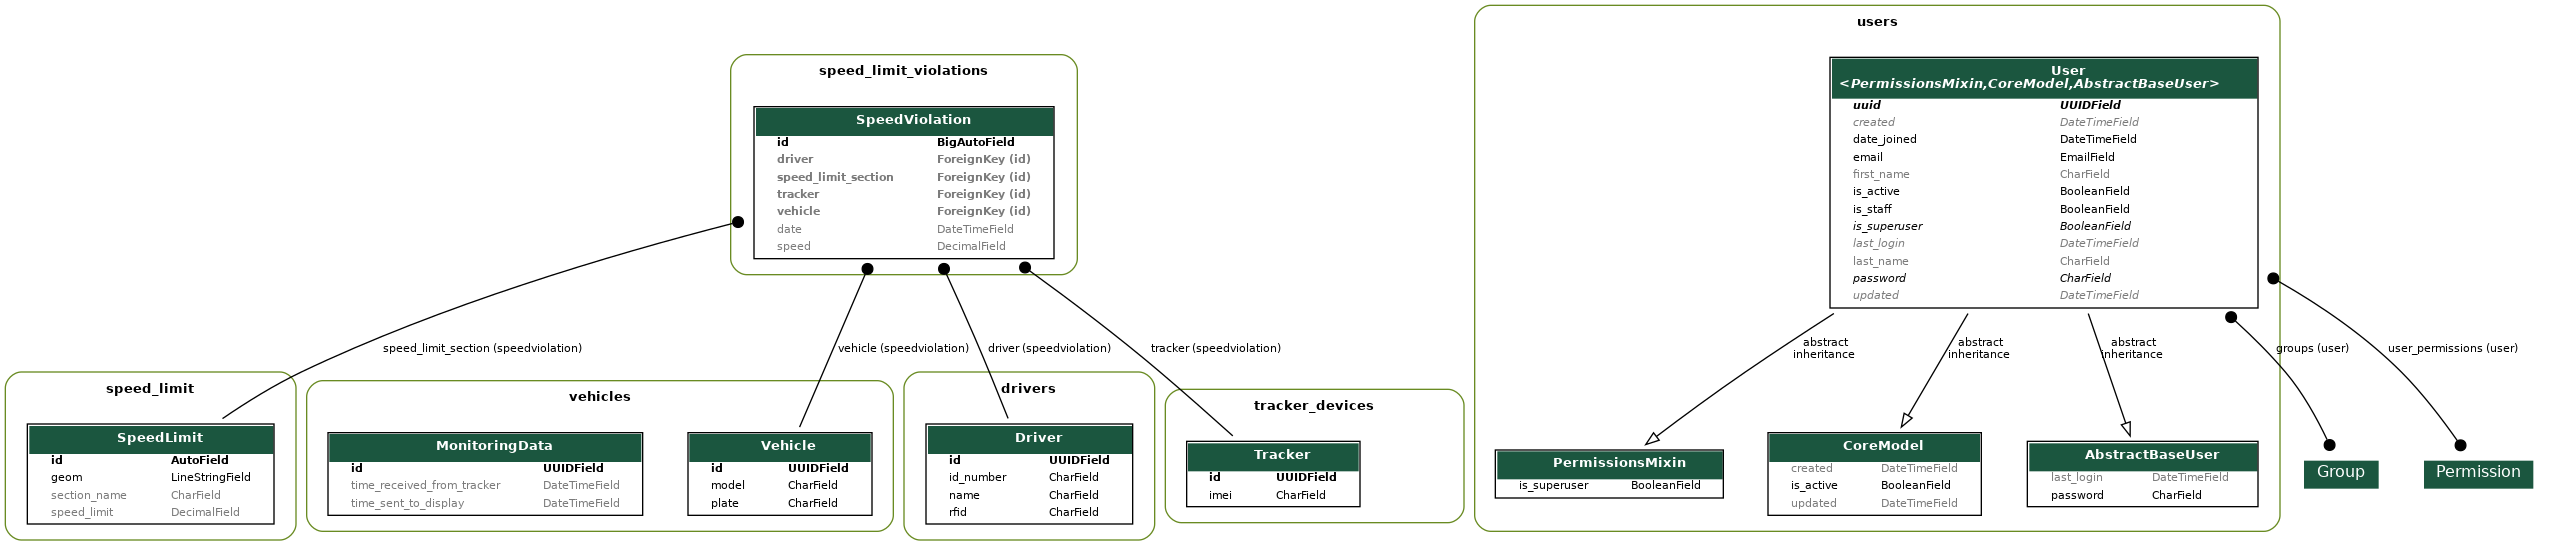 users
User
<PermissionsMixin,CoreModel,AbstractBaseUser>
uuid UUIDField
created DateTimeField
date_joined DateTimeField
email EmailField
first_name CharField
is_active BooleanField
is_staff BooleanField
is_superuser BooleanField
last_login DateTimeField
last_name CharField
password CharField
updated DateTimeField
speed_limit_violations
SpeedViolation
id BigAutoField
driver ForeignKey (id)
speed_limit_section ForeignKey (id)
tracker ForeignKey (id)
vehicle ForeignKey (id)
date DateTimeField
speed DecimalField
speed_limit_section (speedviolation)
vehicle (speedviolation)
driver (speedviolation)
tracker (speedviolation)
abstract
inheritance
abstract
inheritance
abstract
inheritance
groups (user)
user_permissions (user)
speed_limit
SpeedLimit
id AutoField
geom LineStringField
section_name CharField
speed_limit DecimalField
vehicles
MonitoringData
id UUIDField
time_received_from_tracker DateTimeField
time_sent_to_display DateTimeField
Vehicle
id UUIDField
model CharField
plate CharField
drivers
Driver
id UUIDField
id_number CharField
name CharField
rfid CharField
tracker_devices
Tracker
id UUIDField
imei CharField
PermissionsMixin
is_superuser BooleanField
CoreModel
created DateTimeField
is_active BooleanField
updated DateTimeField
AbstractBaseUser
last_login DateTimeField
password CharField
Group
Permission